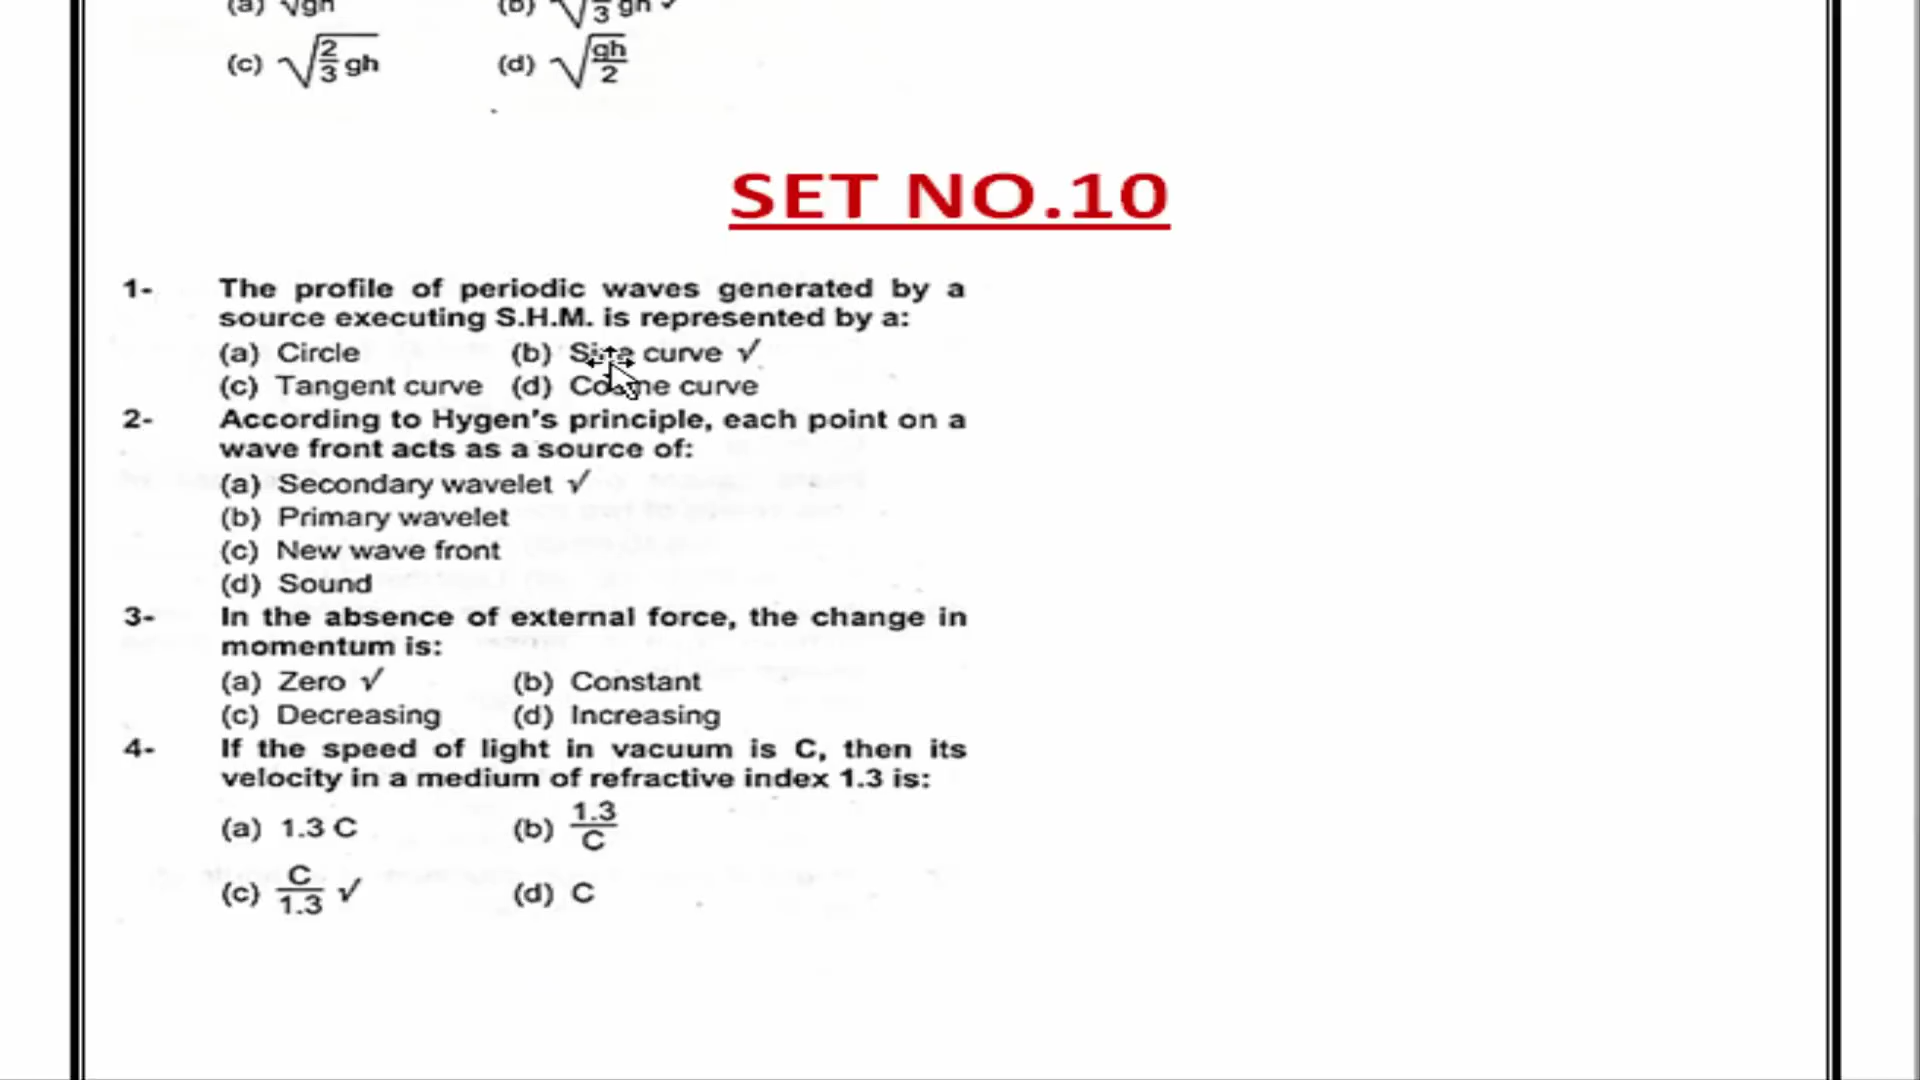 (a) √gh (b) √ /3 gh ✓
(c) √2/3 gh (d) √gh/2
SET NO.10
1- The profile of periodic waves generated by a
source executing S.H.M. is represented by a:
(a) Circle (b) Sine curve ✓
(c) Tangent curve (d) Cosine curve
2- According to Hygen's principle, each point on a
wave front acts as a source of:
(a) Secondary wavelet ✓
(b) Primary wavelet
(c) New wave front
(d) Sound
3- In the absence of external force, the change in
momentum is:
(a) Zero ✓ (b) Constant
(c) Decreasing (d) Increasing
4- If the speed of light in vacuum is C, then its
velocity in a medium of refractive index 1.3 is:
(a) 1.3 C (b) 1.3/C
(c) C/1.3 ✓ (d) C